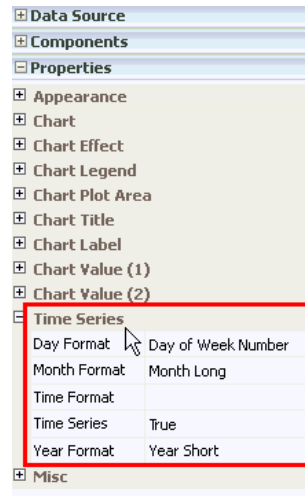 Data Source
Components
Properties
Appearance
Chart
Chart Effect
Chart Legend
Chart Plot Area
Chart Title
Chart Label
Chart Value (1)
Chart Value (2)
Time Series
Day Format Day of Week Number
Month Format Month Long
Time Format
Time Series True
Year Format Year Short
Misc